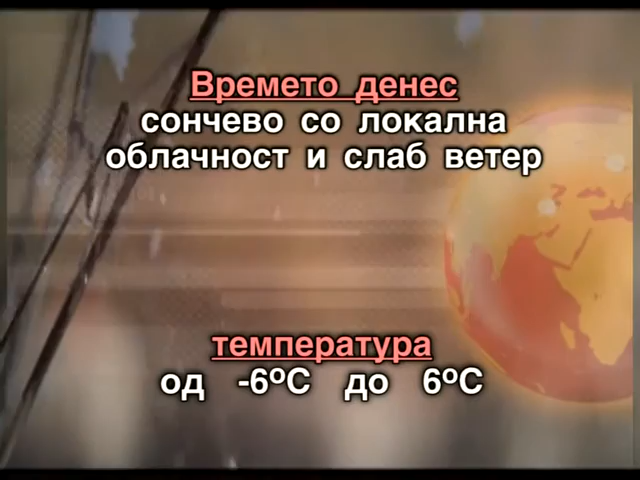 Времето денес
сончево со локална
облачност и слаб ветер
температура
од -6ºC до 6ºC